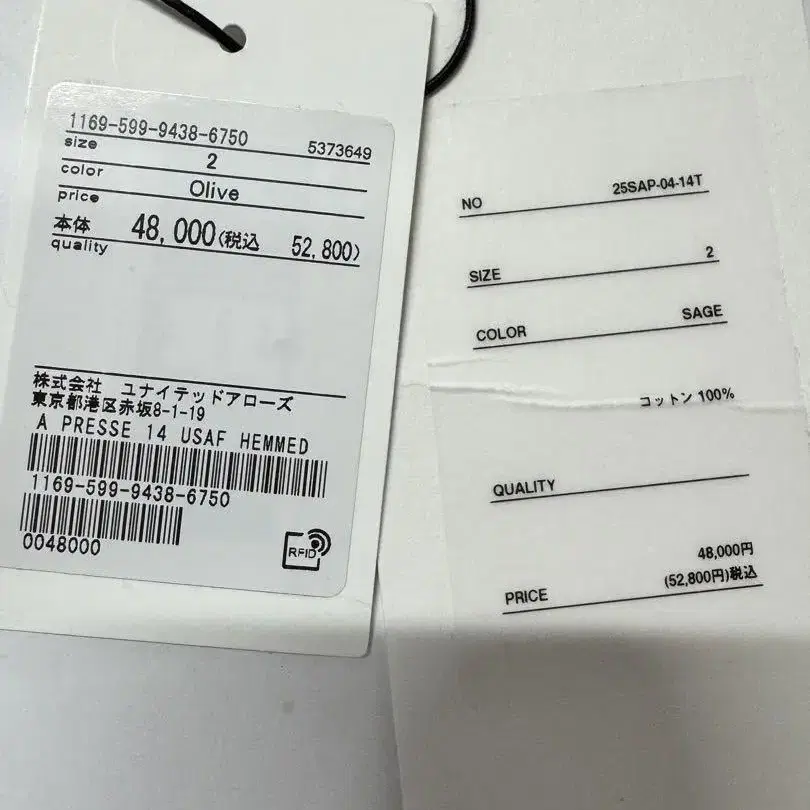 1169-599-9438-6750
size 5373649
2
color
Olive
price
本体 48,000(税込 52,800)
quality
株式会社 ユナイテッドアローズ
東京都港区赤坂8-1-19
A PRESSE 14 USAF HEMMED
1169-599-9438-6750
0048000
RFID
NO 25SAP-04-14T
SIZE 2
COLOR SAGE
コットン 100%
QUALITY
48,000円
PRICE (52,800円)税込